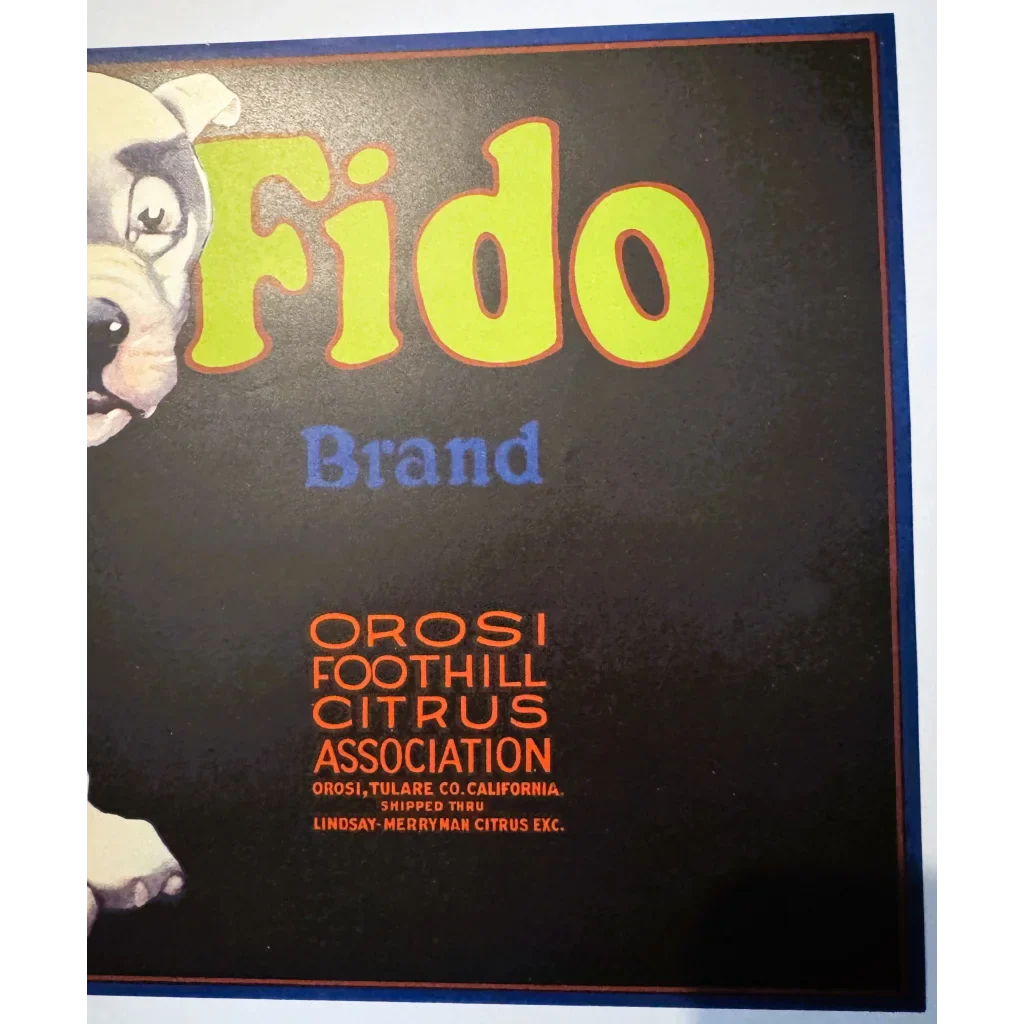 Fido
Brand
OROSI
FOOTHILL
CITRUS
ASSOCIATION
OROSI, TULARE CO. CALIFORNIA.
SHIPPED THRU
LINDSAY-MERRYMAN CITRUS EXC.